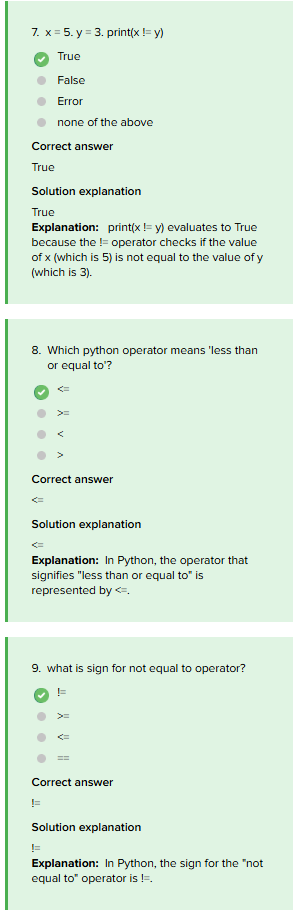 7. x = 5. y = 3. print(x != y)
True
False
Error
none of the above
Correct answer
True
Solution explanation
True
Explanation: print(x != y) evaluates to True
because the != operator checks if the value
of x (which is 5) is not equal to the value of y
(which is 3).
8. Which python operator means 'less than
or equal to'?
<=
>=
<
>
Correct answer
<=
Solution explanation
<=
Explanation: In Python, the operator that
signifies "less than or equal to" is
represented by <=.
9. what is sign for not equal to operator?
!=
>=
<=
==
Correct answer
!=
Solution explanation
!=
Explanation: In Python, the sign for the "not
equal to" operator is !=.